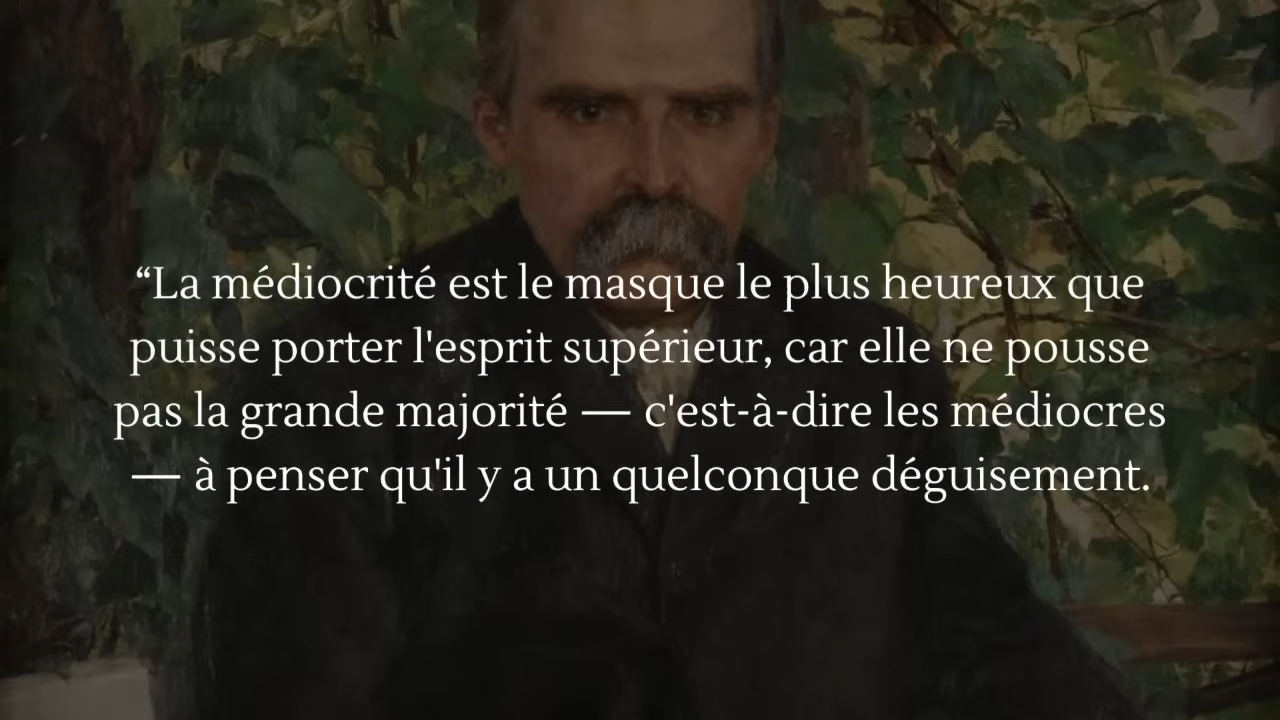 “La médiocrité est le masque le plus heureux que
puisse porter l'esprit supérieur, car elle ne pousse
pas la grande majorité — c'est-à-dire les médiocres
— à penser qu'il y a un quelconque déguisement.